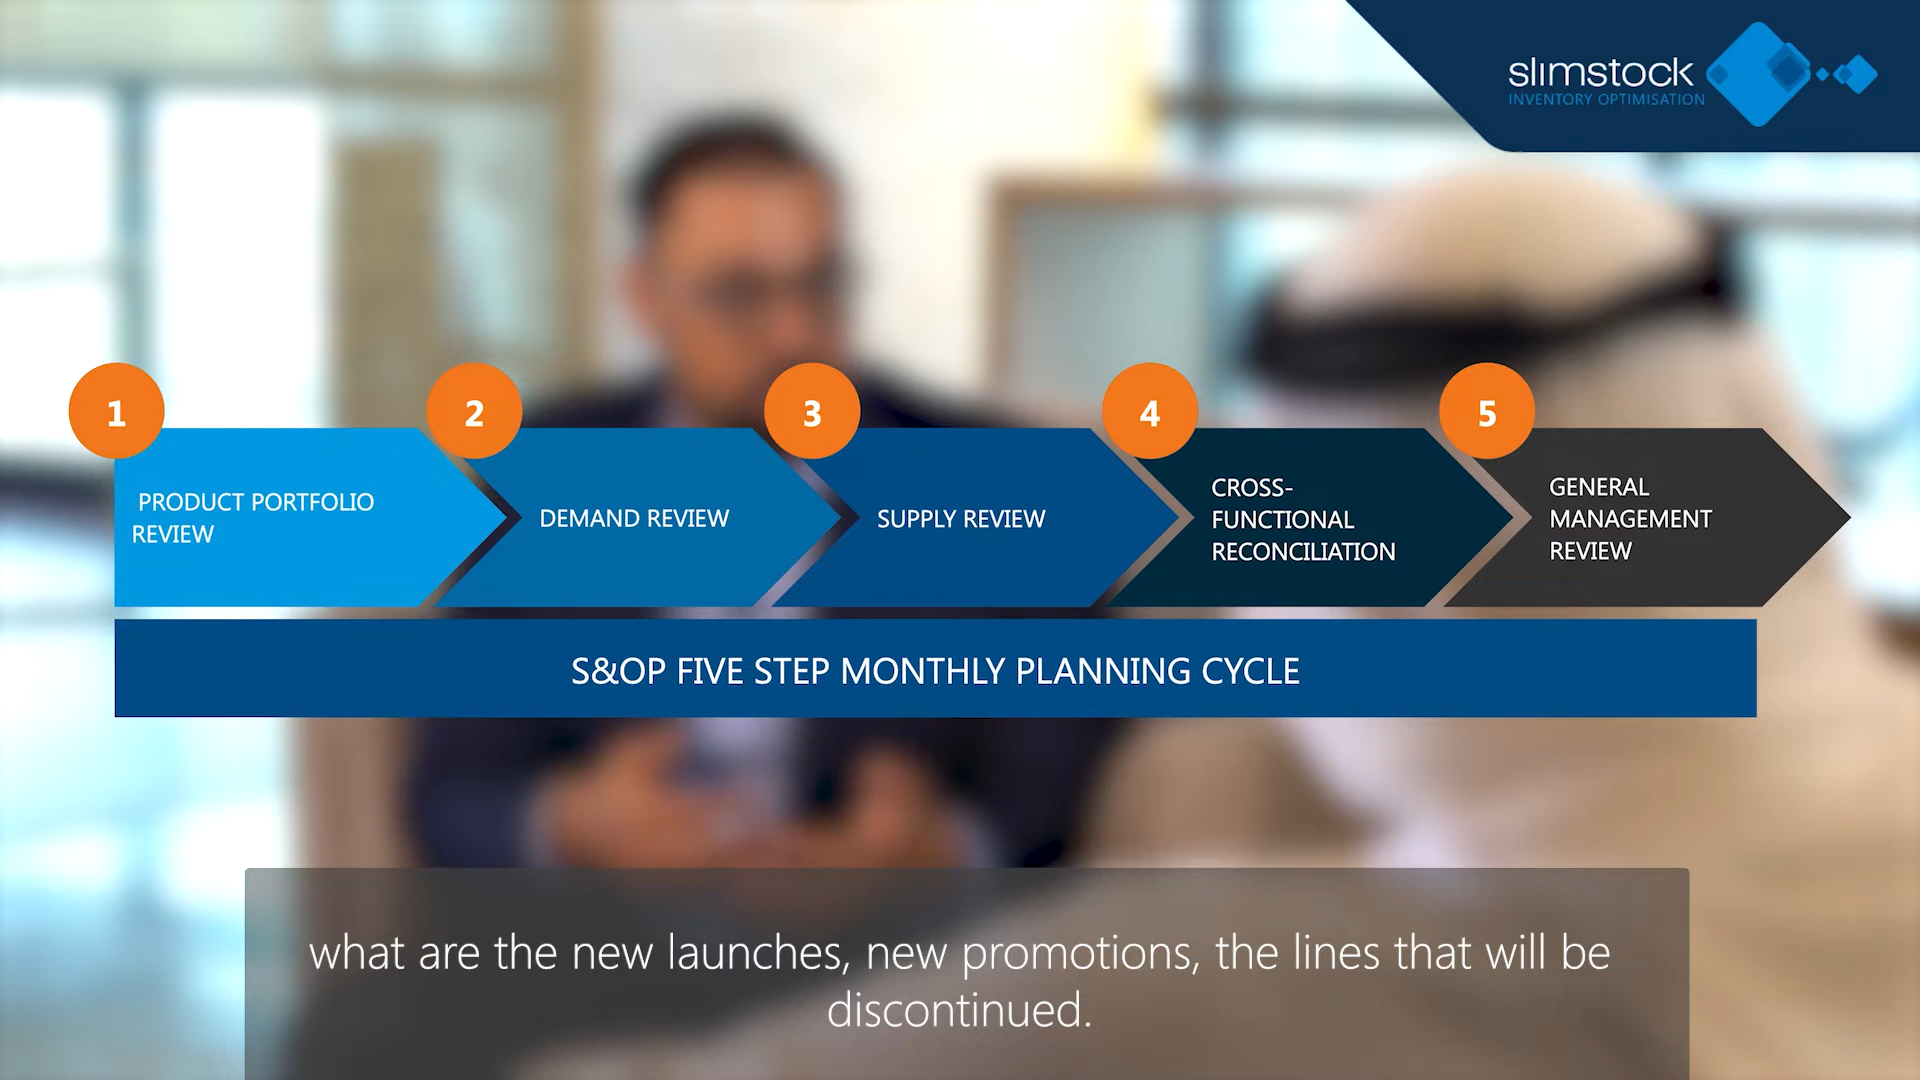 slimstock
INVENTORY OPTIMISATION
1
2
3
4
5
PRODUCT PORTFOLIO
REVIEW
DEMAND REVIEW
SUPPLY REVIEW
CROSS-
FUNCTIONAL
RECONCILIATION
GENERAL
MANAGEMENT
REVIEW
S&OP FIVE STEP MONTHLY PLANNING CYCLE
what are the new launches, new promotions, the lines that will be
discontinued.